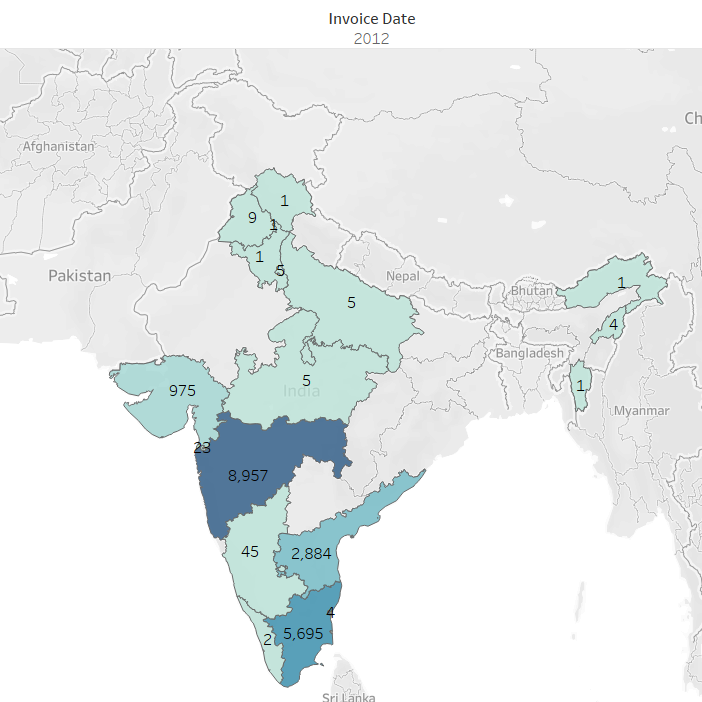 Invoice Date
2012
Ch
Afghanistan
1
9
1
1
5
Pakistan
Nepal
1
Bhutan
5
4
Bangladesh
975
5
India
1
Myanmar
23
8,957
45
2,884
4
5,695
2
Sri Lanka